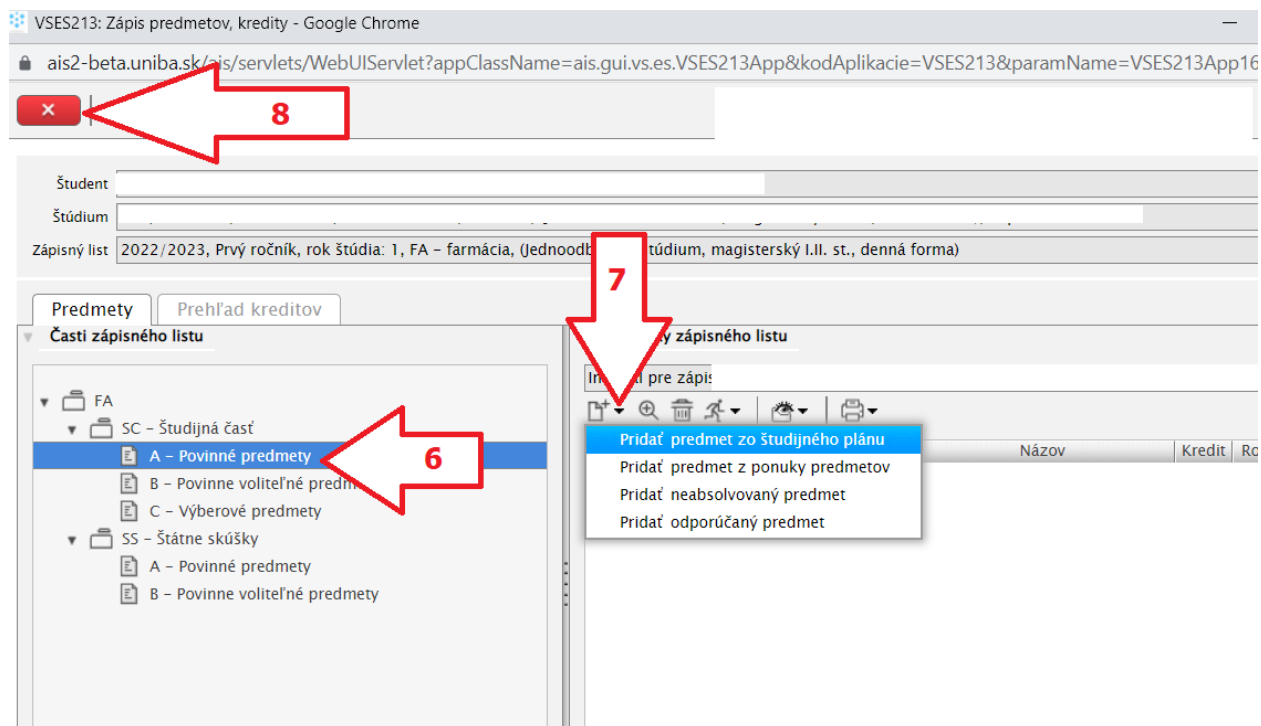 VSES213: Zápis predmetov, kredity - Google Chrome
ais2-beta.uniba.sk/ais/servlets/WebUIServlet?appClassName=ais.gui.vs.es.VSES213App&kodAplikacie=VSES213&paramName=VSES213App16
8
Študent
Štúdium
Zápisný list 2022/2023, Prvý ročník, rok štúdia: 1, FA – farmácia, (Jednoodb túdium, magisterský I.II. st., denná forma)
7
Predmety Prehľad kreditov
Časti zápisného listu
y zápisného listu
pre zápis
FA
SC – Študijná časť
A – Povinné predmety
6
B – Povinne voliteľné predm
C – Výberové predmety
SS – Štátne skúšky
A – Povinné predmety
B – Povinne voliteľné predmety
Pridať predmet zo študijného plánu
Pridať predmet z ponuky predmetov
Pridať neabsolvovaný predmet
Pridať odporúčaný predmet
Názov Kredit Ro